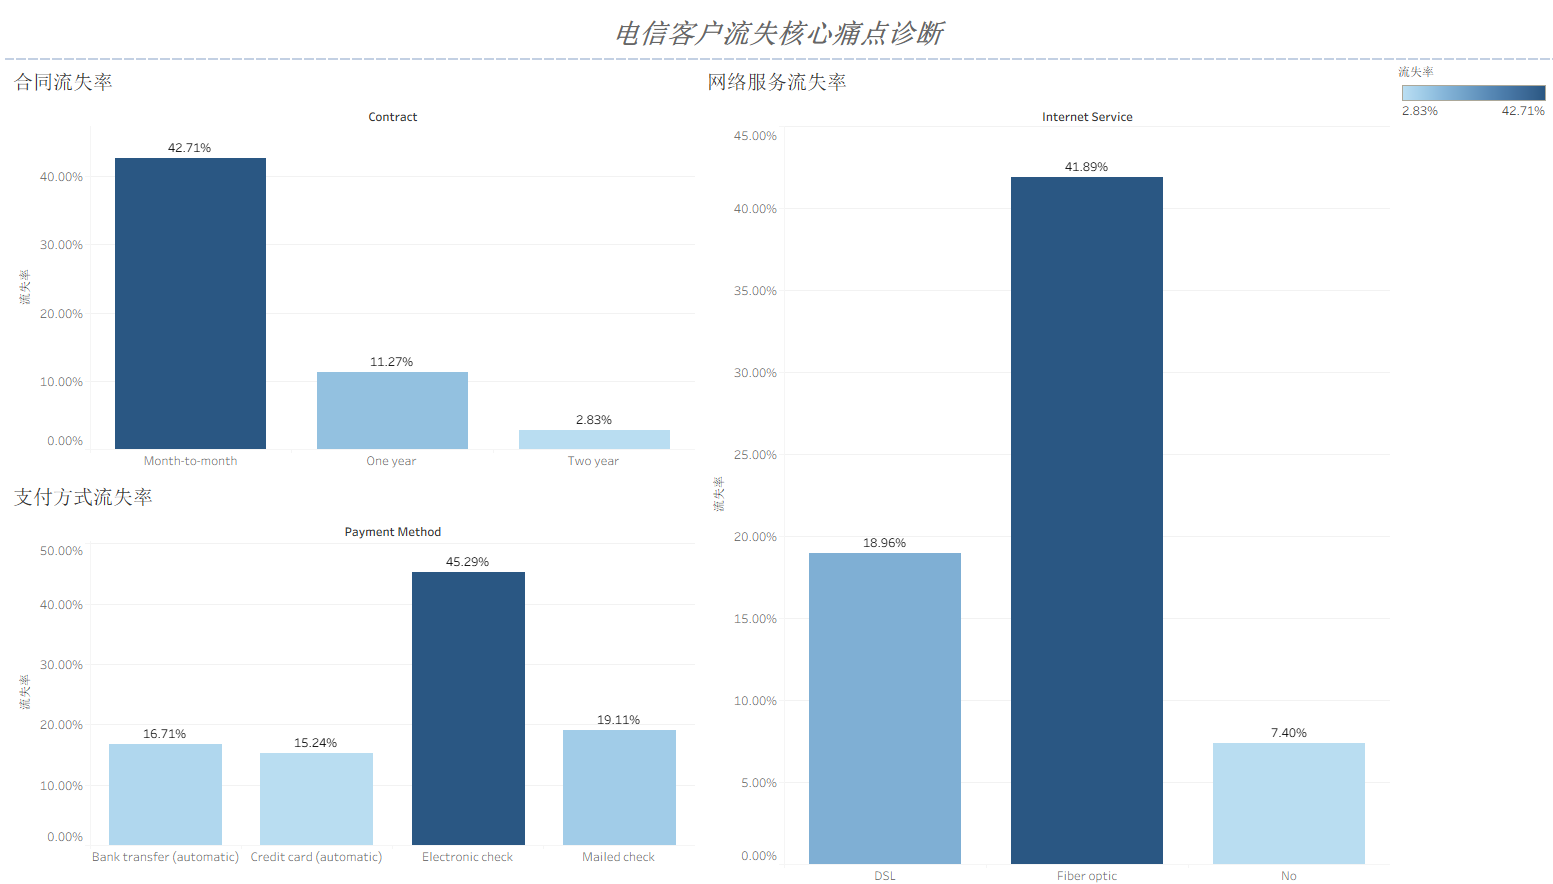 电信客户流失核心痛点诊断
合同流失率
Contract
42.71%
11.27%
2.83%
40.00%
30.00%
20.00%
10.00%
0.00%
流失率
Month-to-month
One year
Two year
支付方式流失率
Payment Method
50.00%
40.00%
30.00%
20.00%
10.00%
0.00%
流失率
16.71%
15.24%
45.29%
19.11%
Bank transfer (automatic)
Credit card (automatic)
Electronic check
Mailed check
网络服务流失率
Internet Service
45.00%
40.00%
35.00%
30.00%
25.00%
20.00%
15.00%
10.00%
5.00%
0.00%
流失率
18.96%
41.89%
7.40%
DSL
Fiber optic
No
流失率
2.83%
42.71%